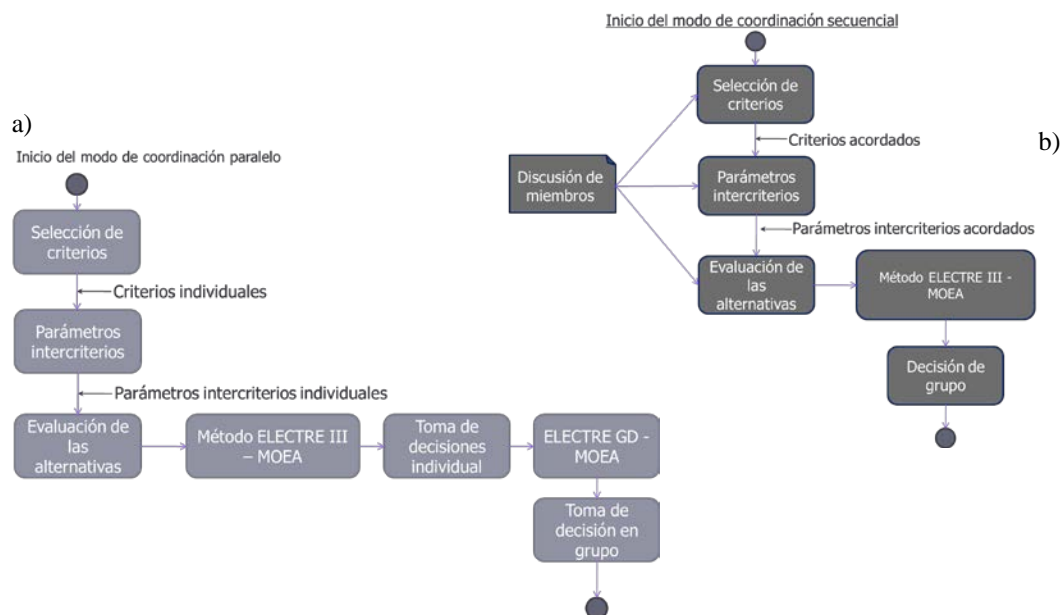 a)
Inicio del modo de coordinación paralelo
Selección de
criterios
Criterios individuales
Parámetros
intercriterios
Parámetros intercriterios individuales
Evaluación de
las
alternativas
Método ELECTRE III
– MOEA
Toma de
decisiones
individual
ELECTRE GD -
MOEA
Toma de
decisión en
grupo
b)
Inicio del modo de coordinación secuencial
Selección de
criterios
Criterios acordados
Discusión de
miembros
Parámetros
intercriterios
Parámetros intercriterios acordados
Evaluación de
las
alternativas
Método ELECTRE III -
MOEA
Decisión de
grupo